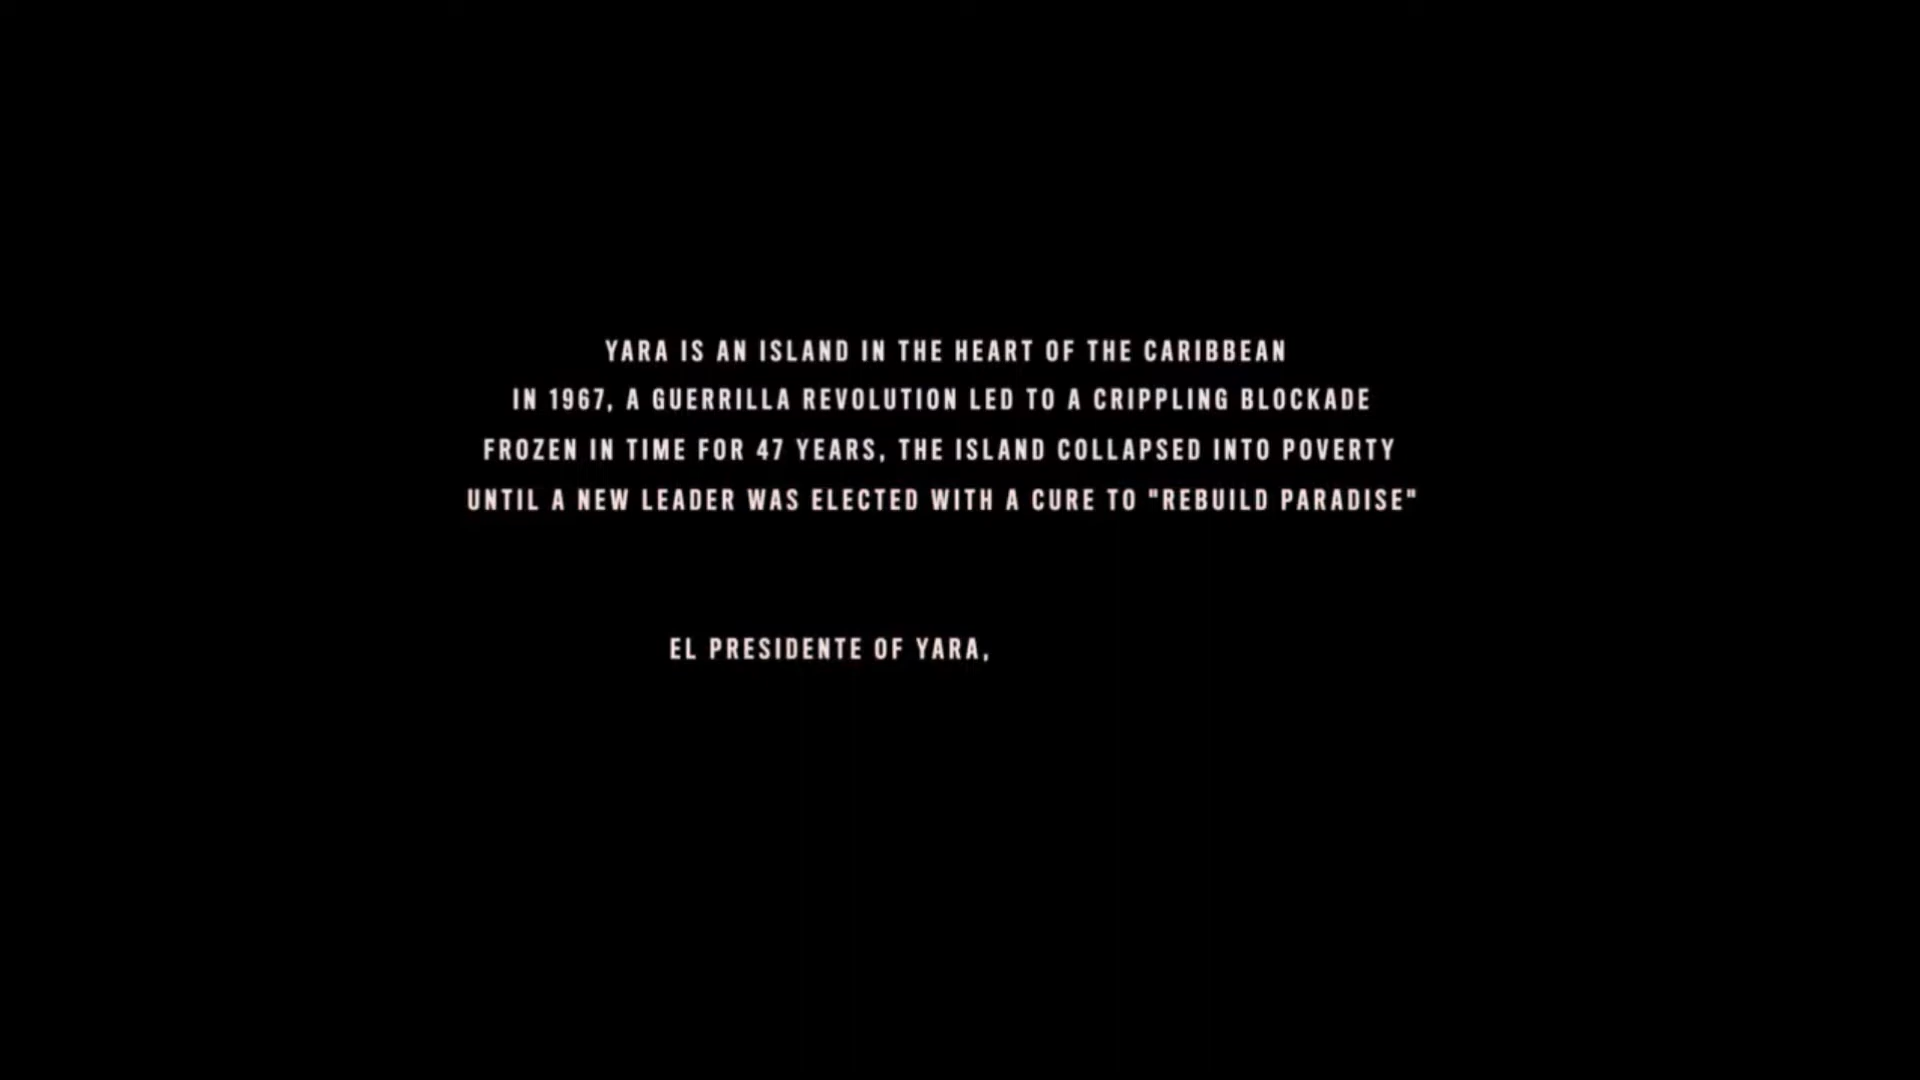 YARA IS AN ISLAND IN THE HEART OF THE CARIBBEAN
IN 1967, A GUERRILLA REVOLUTION LED TO A CRIPPLING BLOCKADE
FROZEN IN TIME FOR 47 YEARS, THE ISLAND COLLAPSED INTO POVERTY
UNTIL A NEW LEADER WAS ELECTED WITH A CURE TO "REBUILD PARADISE"
EL PRESIDENTE OF YARA,